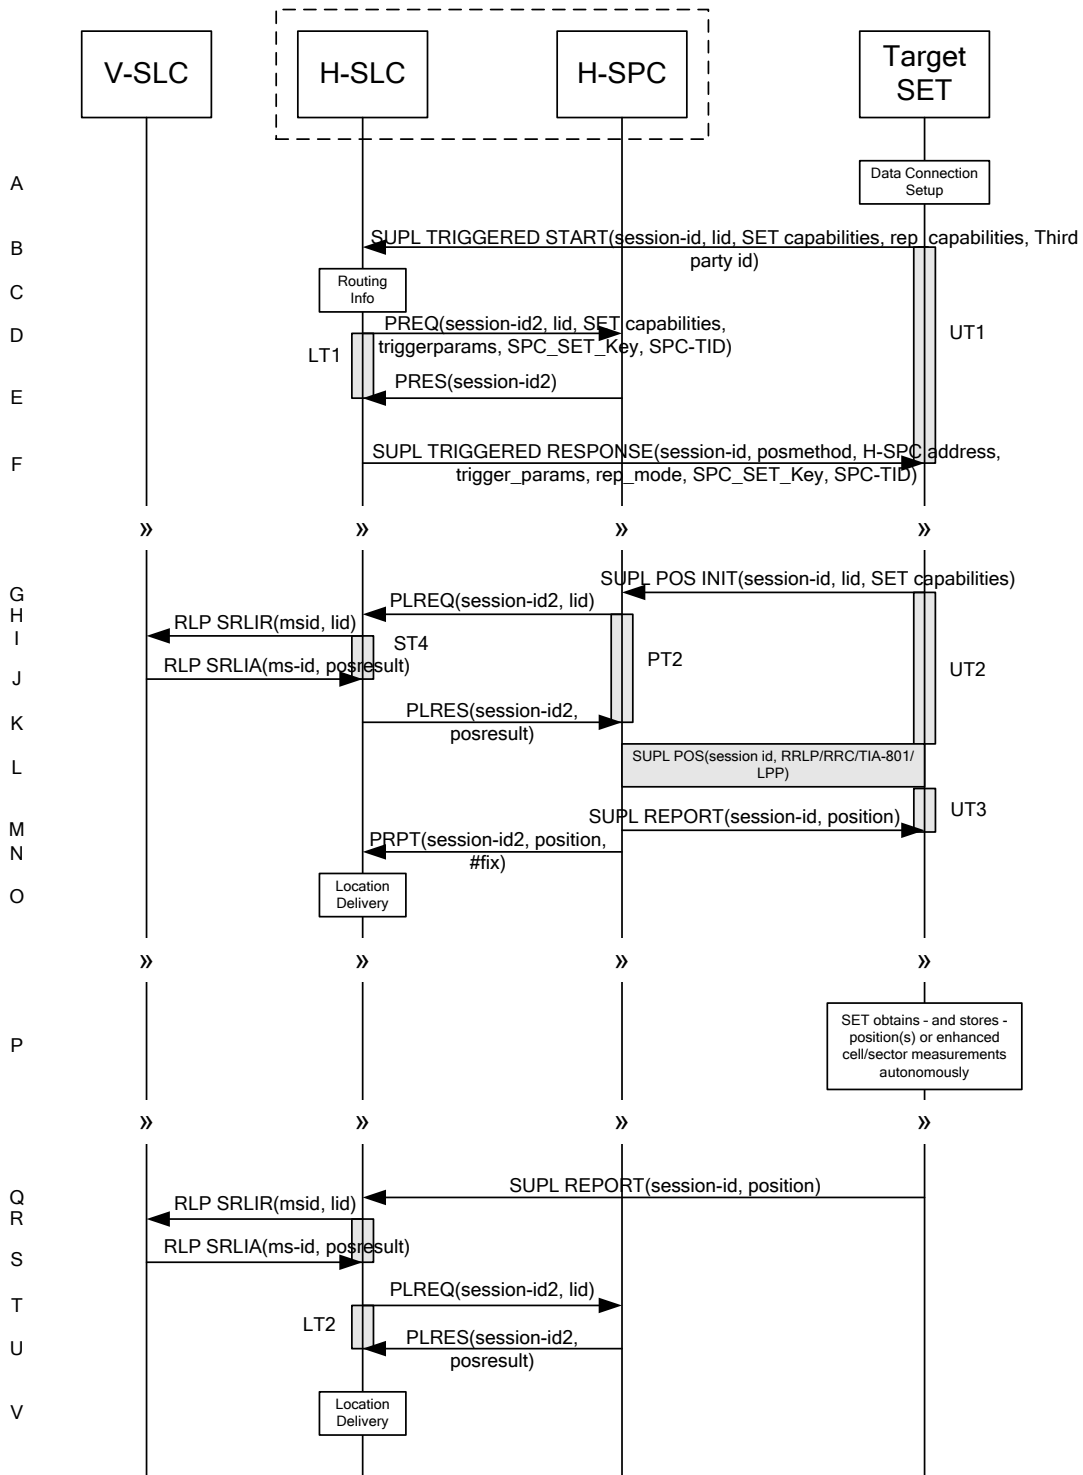 V-SLC
H-SLC
H-SPC
Target
SET
A
Data Connection
Setup
B
SUPL TRIGGERED START(session-id, lid, SET capabilities, rep_capabilities, Third
party id)
C
Routing
Info
D
PREQ(session-id2, lid, SET capabilities,
triggerparams, SPC_SET_Key, SPC-TID)
UT1
LT1
E
PRES(session-id2)
F
SUPL TRIGGERED RESPONSE(session-id, posmethod, H-SPC address,
trigger_params, rep_mode, SPC_SET_Key, SPC-TID)
» » » »
G
SUPL POS INIT(session-id, lid, SET capabilities)
H
PLREQ(session-id2, lid)
I
RLP SRLIR(msid, lid)
ST4
PT2
UT2
J
RLP SRLIA(ms-id, posresult)
K
PLRES(session-id2,
posresult)
L
SUPL POS(session id, RRLP/RRC/TIA-801/
LPP)
UT3
M
SUPL REPORT(session-id, position)
N
PRPT(session-id2, position,
#fix)
O
Location
Delivery
» » » »
P
SET obtains - and stores -
position(s) or enhanced
cell/sector measurements
autonomously
» » » »
Q
SUPL REPORT(session-id, position)
R
RLP SRLIR(msid, lid)
S
RLP SRLIA(ms-id, posresult)
T
PLREQ(session-id2, lid)
LT2
U
PLRES(session-id2,
posresult)
V
Location
Delivery